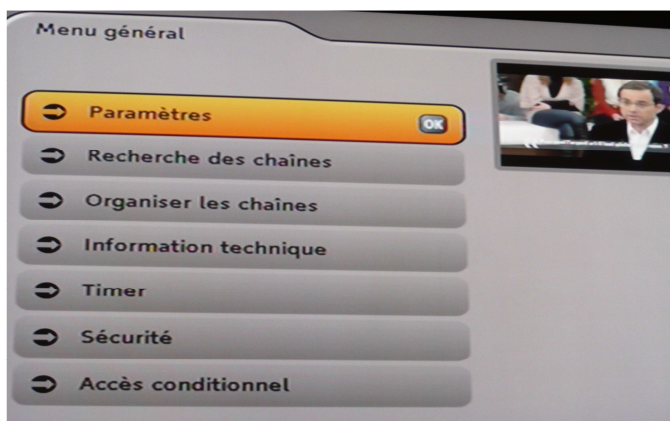 Menu général
Paramètres
OK
Recherche des chaînes
Organiser les chaînes
Information technique
Timer
Sécurité
Accès conditionnel